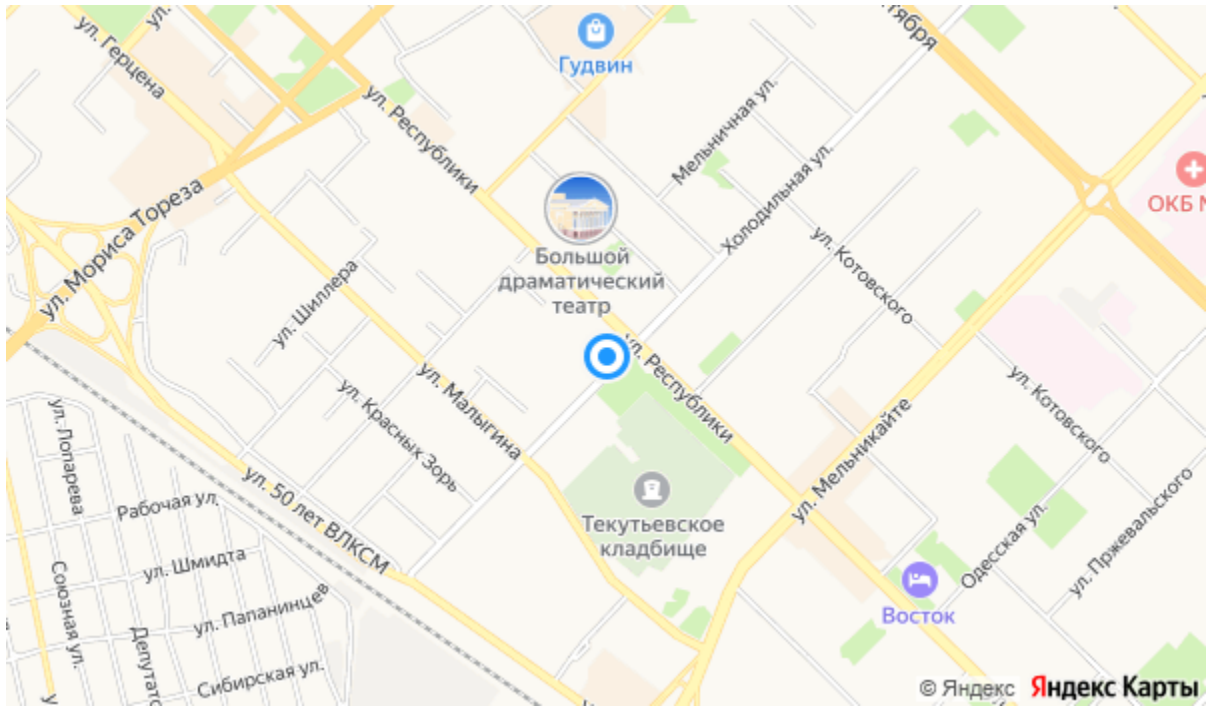 ул. Герцена
Гудвин
ул. Республики
Мельничная ул.
ул. Мориса Тореза
Холодильная ул.
Большой
драматический
театр
ул. Котовского
ОКБ
ул. Шиллера
ул. Республики
ул. Малыгина
ул. Красных Зорь
ул. Котовского
ул. Лопарева
ул. Мельникайте
Рабочая ул.
ул. 50 лет ВЛКСМ
Текутьевское
кладбище
ул. Пржевальского
Одесская ул.
ул. Шмидта
Союзная ул.
ул. Папанинцев
Восток
Сибирская ул.
© Яндекс Яндекс Карты